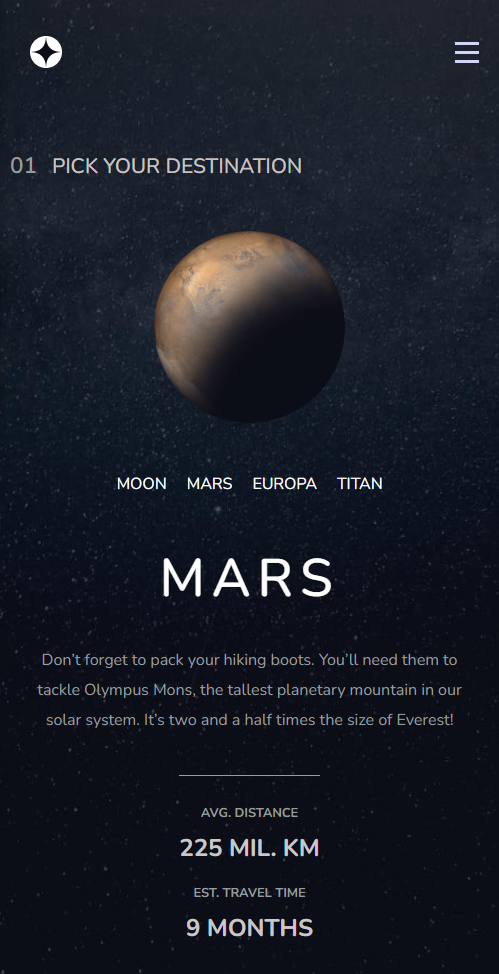 01 PICK YOUR DESTINATION
MOON MARS EUROPA TITAN
MARS
Don’t forget to pack your hiking boots. You’ll need them to
tackle Olympus Mons, the tallest planetary mountain in our
solar system. It’s two and a half times the size of Everest!
AVG. DISTANCE
225 MIL. KM
EST. TRAVEL TIME
9 MONTHS